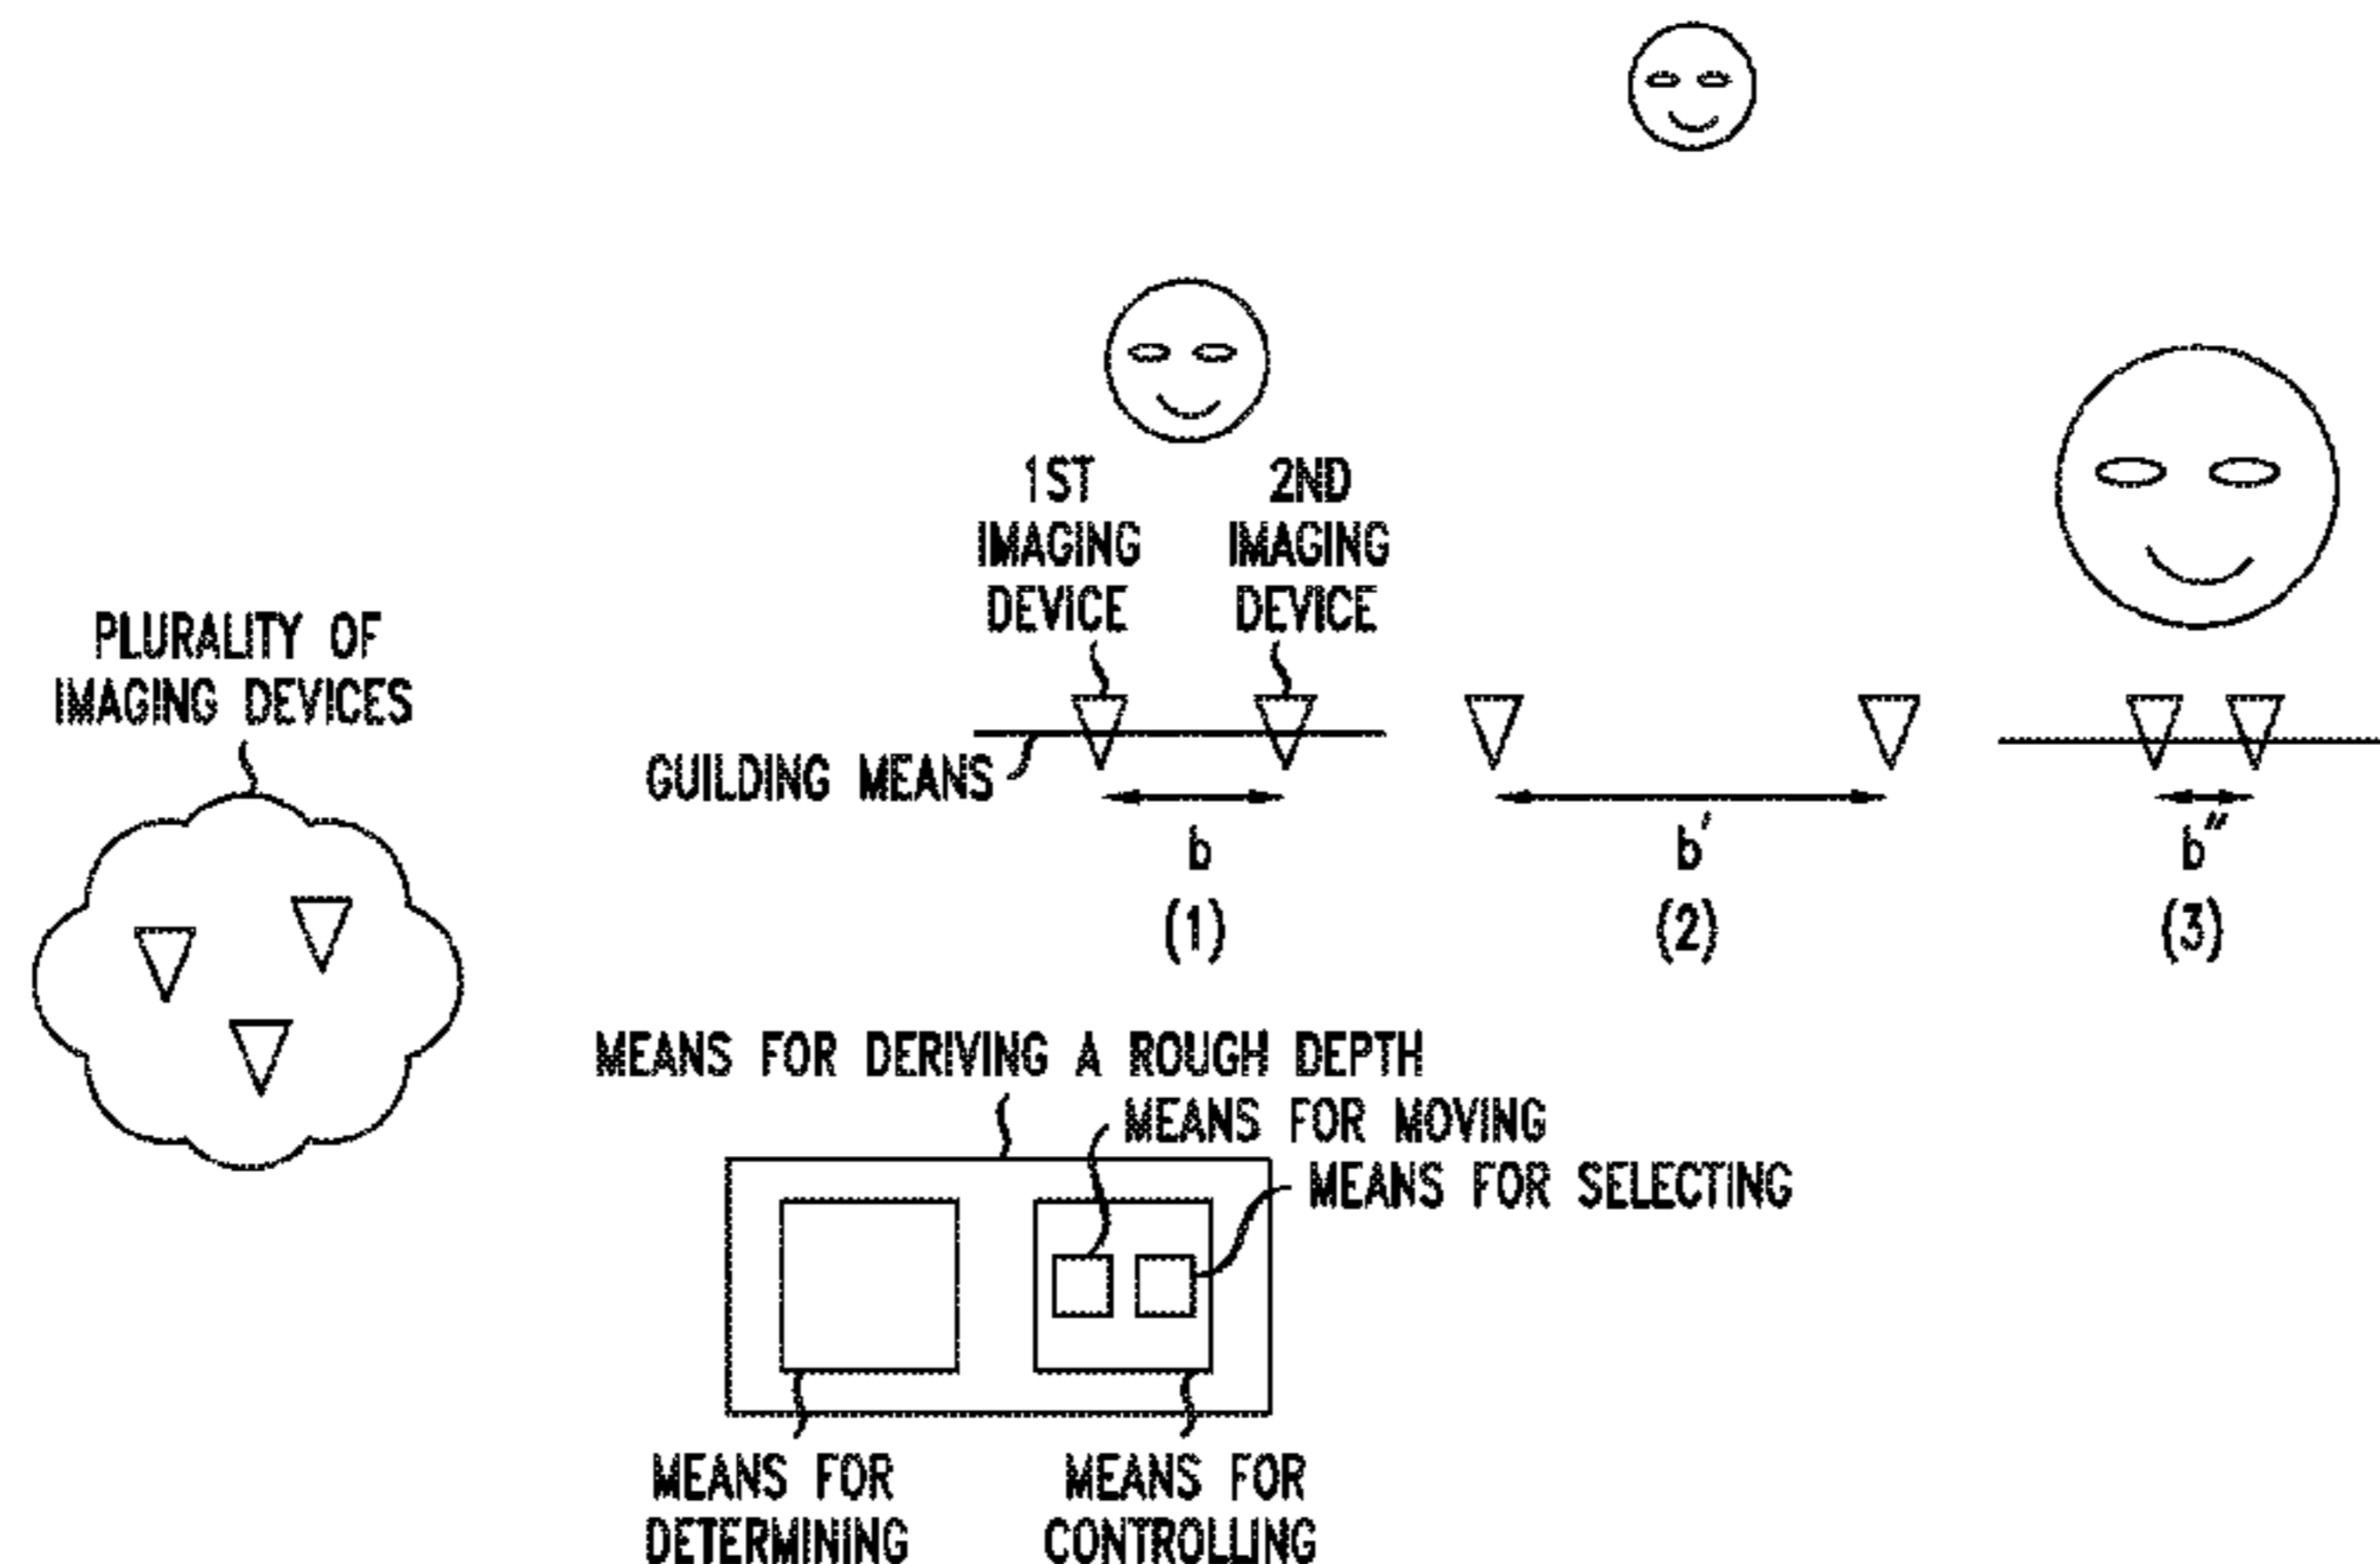 1ST
IMAGING
DEVICE
2ND
IMAGING
DEVICE
PLURALITY OF
IMAGING DEVICES
GUILDING MEANS
b
b′
b″
(1)
(2)
(3)
MEANS FOR DERIVING A ROUGH DEPTH
MEANS FOR MOVING
MEANS FOR SELECTING
MEANS FOR
DETERMINING
MEANS FOR
CONTROLLING